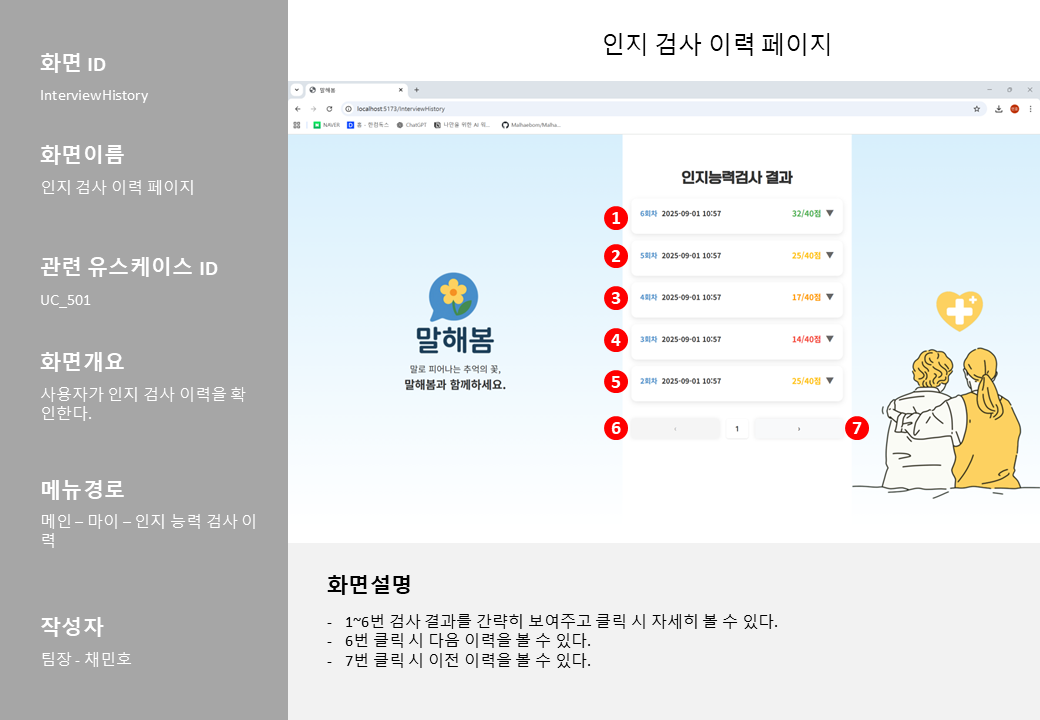 화면 ID
InterviewHistory
화면이름
인지 검사 이력 페이지
관련 유스케이스 ID
UC_501
화면개요
사용자가 인지 검사 이력을 확
인한다.
메뉴경로
메인 – 마이 – 인지 능력 검사 이
력
작성자
팀장 - 채민호
인지 검사 이력 페이지
말해봄
localhost:5173/InterviewHistory
NAVER 홈 - 한컴독스 ChatGPT 나만을 위한 AI 워... Malhaebom/Malha...
말해봄
말로 피어나는 추억의 꽃,
말해봄과 함께하세요.
인지능력검사 결과
1 6회차 2025-09-01 10:57 32/40점 ▼
2 5회차 2025-09-01 10:57 25/40점 ▼
3 4회차 2025-09-01 10:57 17/40점 ▼
4 3회차 2025-09-01 10:57 14/40점 ▼
5 2회차 2025-09-01 10:57 25/40점 ▼
6 ‹ 1 › 7
화면설명
- 1~6번 검사 결과를 간략히 보여주고 클릭 시 자세히 볼 수 있다.
- 6번 클릭 시 다음 이력을 볼 수 있다.
- 7번 클릭 시 이전 이력을 볼 수 있다.